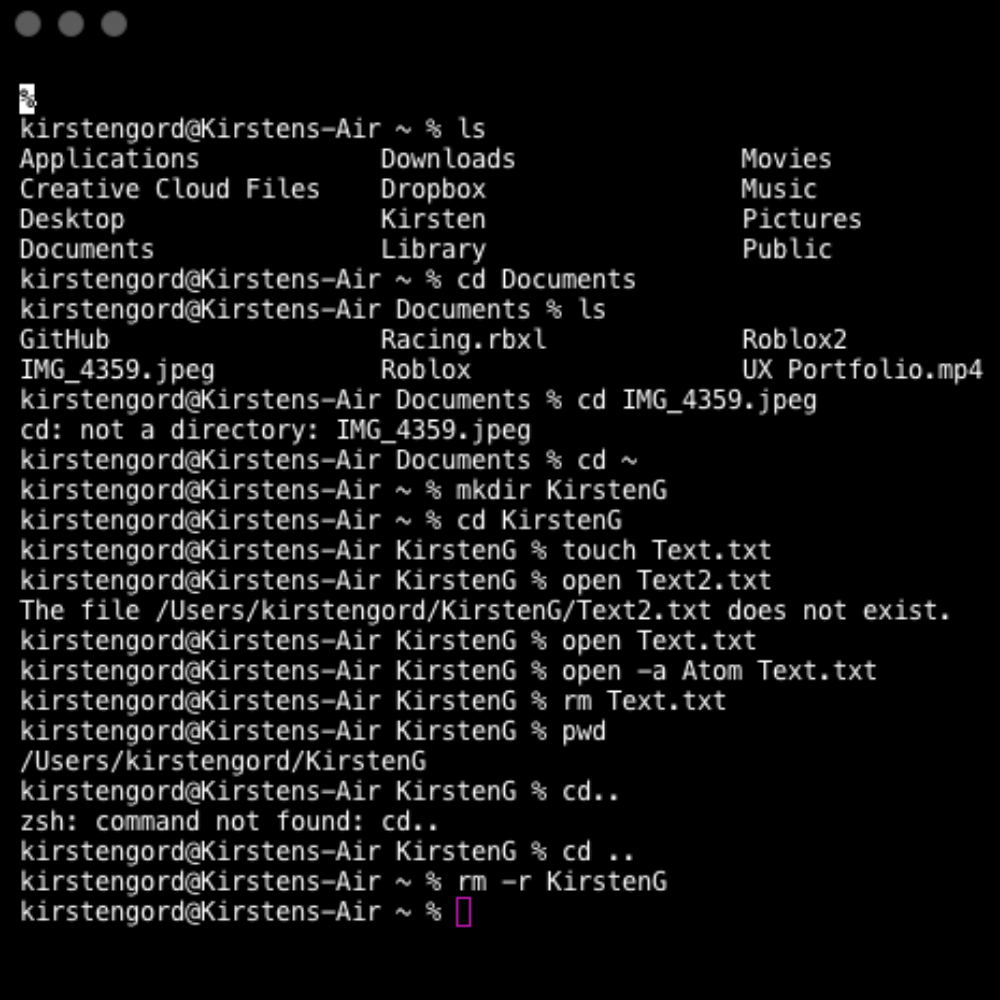 %
kirstengord@Kirstens-Air ~ % ls
Applications Downloads Movies
Creative Cloud Files Dropbox Music
Desktop Kirsten Pictures
Documents Library Public
kirstengord@Kirstens-Air ~ % cd Documents
kirstengord@Kirstens-Air Documents % ls
GitHub Racing.rbxl Roblox2
IMG_4359.jpeg Roblox UX Portfolio.mp4
kirstengord@Kirstens-Air Documents % cd IMG_4359.jpeg
cd: not a directory: IMG_4359.jpeg
kirstengord@Kirstens-Air Documents % cd ~
kirstengord@Kirstens-Air ~ % mkdir KirstenG
kirstengord@Kirstens-Air ~ % cd KirstenG
kirstengord@Kirstens-Air KirstenG % touch Text.txt
kirstengord@Kirstens-Air KirstenG % open Text2.txt
The file /Users/kirstengord/KirstenG/Text2.txt does not exist.
kirstengord@Kirstens-Air KirstenG % open Text.txt
kirstengord@Kirstens-Air KirstenG % open -a Atom Text.txt
kirstengord@Kirstens-Air KirstenG % rm Text.txt
kirstengord@Kirstens-Air KirstenG % pwd
/Users/kirstengord/KirstenG
kirstengord@Kirstens-Air KirstenG % cd..
zsh: command not found: cd..
kirstengord@Kirstens-Air KirstenG % cd ..
kirstengord@Kirstens-Air ~ % rm -r KirstenG
kirstengord@Kirstens-Air ~ %